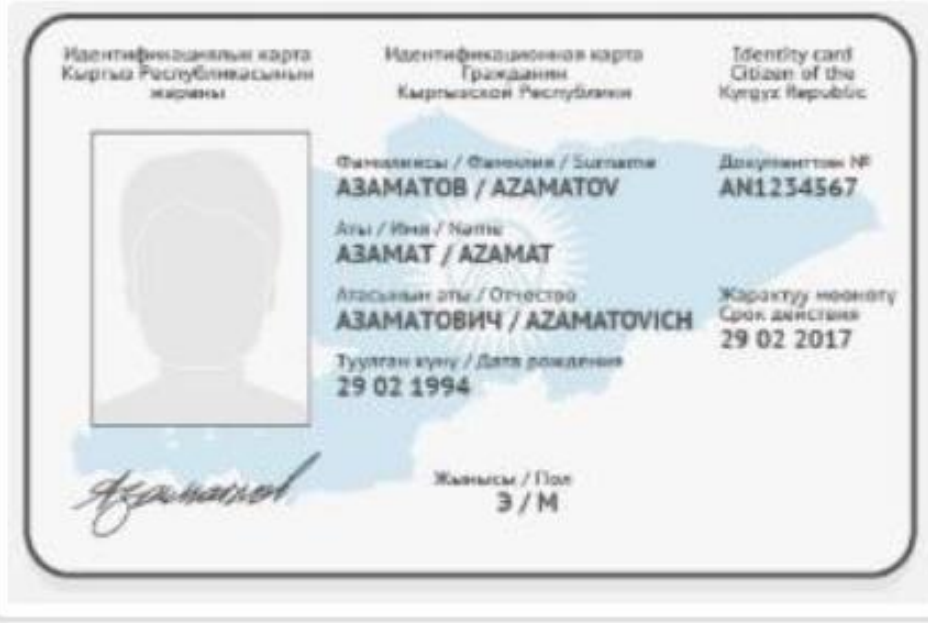 Идентификациялык карта
Кыргыз Республикасынын
жараны
Идентификационная карта
Гражданин
Кыргызской Республики
Identity card
Citizen of the
Kyrgyz Republic
Фамилиясы / Фамилия / Surname
АЗАМАТОВ / AZAMATOV
Документтин №
AN1234567
Аты / Имя / Name
АЗАМАТ / AZAMAT
Атасынын аты / Отчество
АЗАМАТОВИЧ / AZAMATOVICH
Жарактуу мөөнөтү
Срок действия
29 02 2017
Туулган күнү / Дата рождения
29 02 1994
Жынысы / Пол
Э / М
Азаматов